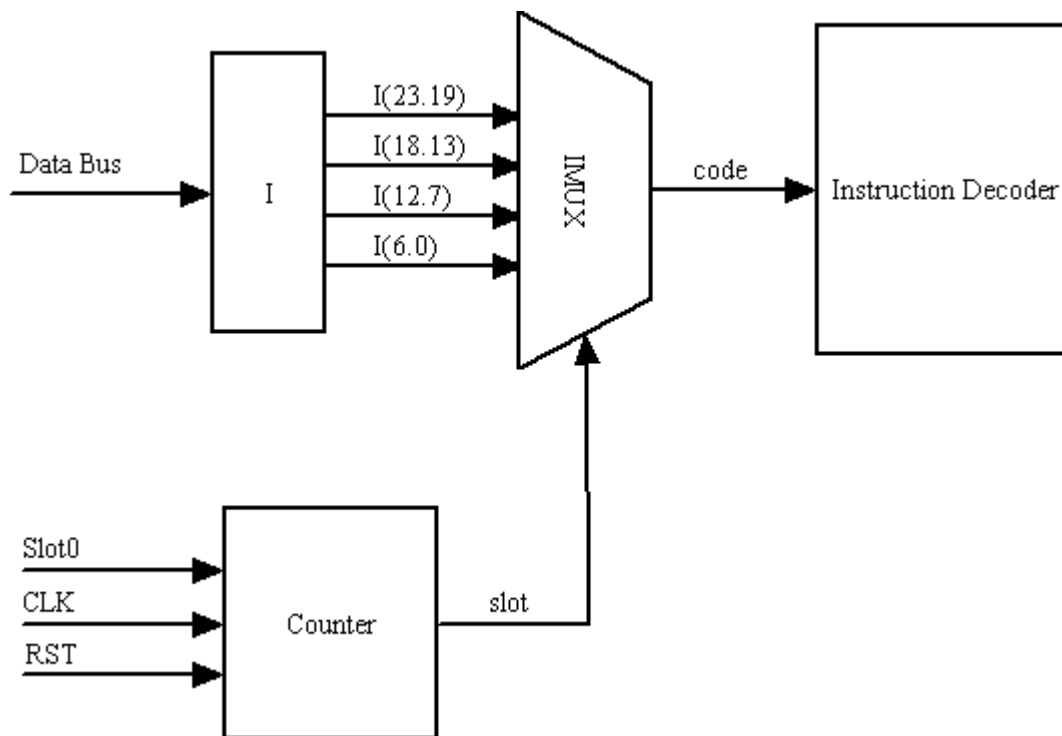 I(23.19)
I(18.13)
I(12.7)
I(6.0)
Data Bus
I
IMUX
code
Instruction Decoder
Slot0
CLK
RST
Counter
slot